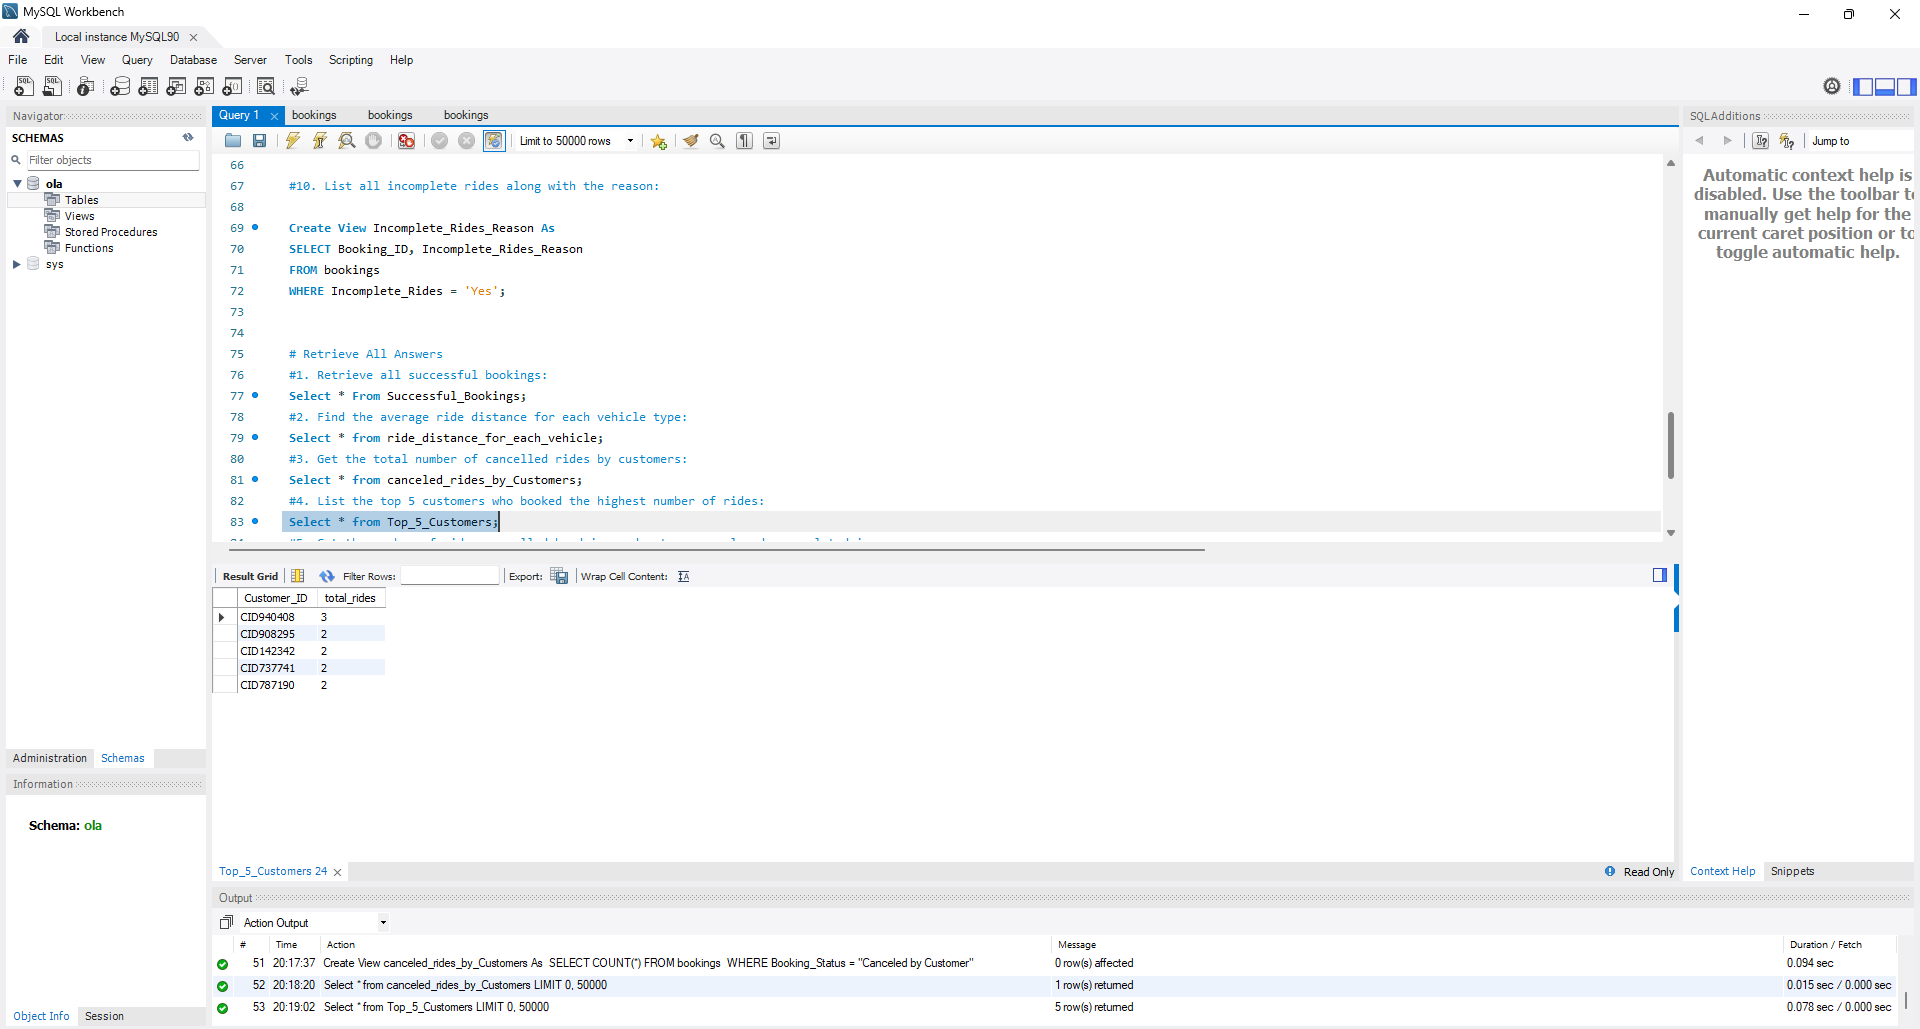 MySQL Workbench
Local instance MySQL90
File Edit View Query Database Server Tools Scripting Help
Navigator
SCHEMAS
Filter objects
ola
Tables
Views
Stored Procedures
Functions
sys
Administration Schemas
Information
Schema: ola
Object Info Session
Query 1 bookings bookings bookings
Limit to 50000 rows
66
67 #10. List all incomplete rides along with the reason:
68
69 Create View Incomplete_Rides_Reason As
70 SELECT Booking_ID, Incomplete_Rides_Reason
71 FROM bookings
72 WHERE Incomplete_Rides = 'Yes';
73
74
75 # Retrieve All Answers
76 #1. Retrieve all successful bookings:
77 Select * From Successful_Bookings;
78 #2. Find the average ride distance for each vehicle type:
79 Select * from ride_distance_for_each_vehicle;
80 #3. Get the total number of cancelled rides by customers:
81 Select * from canceled_rides_by_Customers;
82 #4. List the top 5 customers who booked the highest number of rides:
83 Select * from Top_5_Customers;
Result Grid Filter Rows: Export: Wrap Cell Content:
Customer_ID total_rides
CID940408 3
CID908295 2
CID142342 2
CID737741 2
CID787190 2
Top_5_Customers 24
Read Only
SQLAdditions
Jump to
Automatic context help is
disabled. Use the toolbar to
manually get help for the
current caret position or to
toggle automatic help.
Context Help Snippets
Output
Action Output
# Time Action Message Duration / Fetch
51 20:17:37 Create View canceled_rides_by_Customers As SELECT COUNT(*) FROM bookings WHERE Booking_Status = "Canceled by Customer" 0 row(s) affected 0.094 sec
52 20:18:20 Select * from canceled_rides_by_Customers LIMIT 0, 50000 1 row(s) returned 0.015 sec / 0.000 sec
53 20:19:02 Select * from Top_5_Customers LIMIT 0, 50000 5 row(s) returned 0.078 sec / 0.000 sec